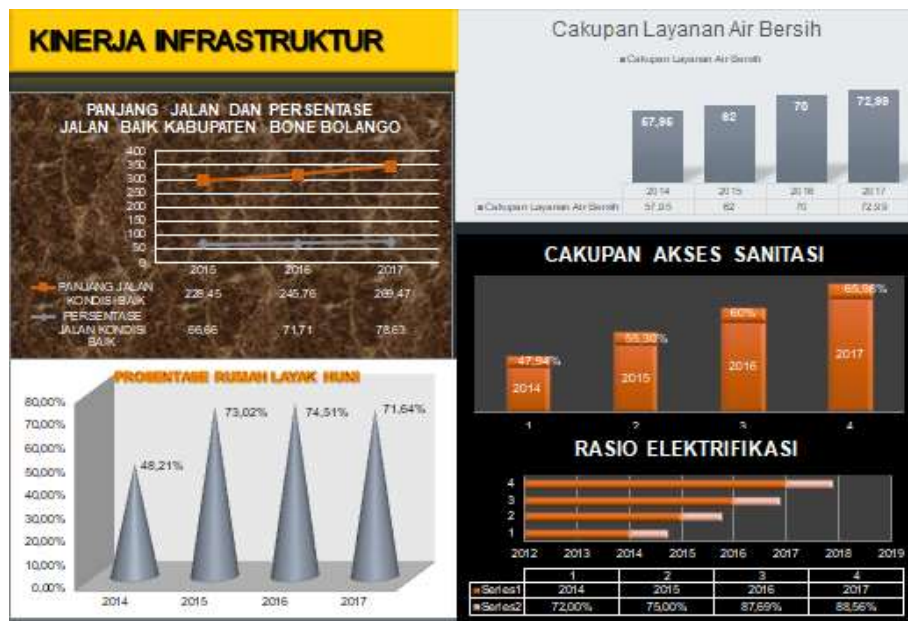 KINERJA INFRASTRUKTUR
PANJANG JALAN DAN PERSENTASE
JALAN BAIK KABUPATEN BONE BOLANGO
400
350
300
250
200
150
100
50
0
2015 2016 2017
PANJANG JALAN KONDISI BAIK 228,45 245,76 269,47
PERSENTASE JALAN KONDISI BAIK 66,66 71,71 78,63
PROSENTASE RUMAH LAYAK HUNI
80,00%
70,00%
60,00%
50,00%
40,00%
30,00%
20,00%
10,00%
0,00%
48,21% 73,02% 74,51% 71,64%
2014 2015 2016 2017
Cakupan Layanan Air Bersih
Cakupan Layanan Air Bersih
57,95 62 70 72,99
2014 2015 2016 2017
Cakupan Layanan Air Bersih 57,95 62 70 72,99
CAKUPAN AKSES SANITASI
47,94% 55,30% 60% 65,98%
2014 2015 2016 2017
1 2 3 4
RASIO ELEKTRIFIKASI
4
3
2
1
2012 2013 2014 2015 2016 2017 2018 2019
1 2 3 4
Series1 2014 2015 2016 2017
Series2 72,00% 75,00% 87,69% 88,56%